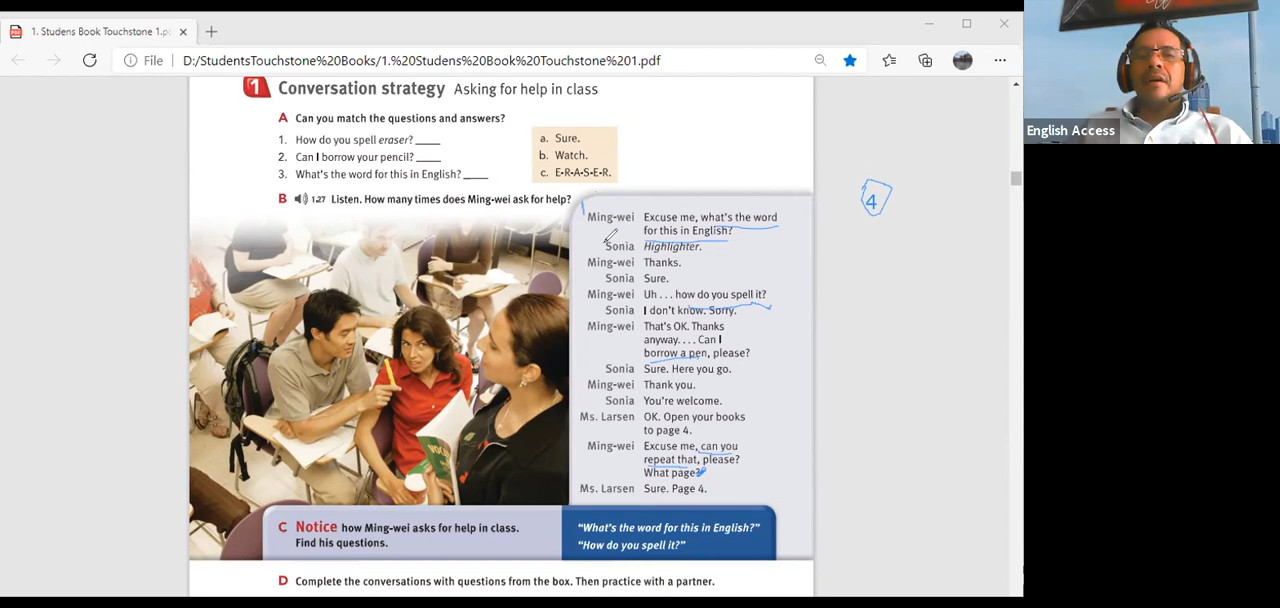 1. Studens Book Touchstone 1.pc
File
D:/StudentsTouchstone%20Books/1.%20Studens%20Book%20Touchstone%201.pdf
1 Conversation strategy Asking for help in class
A Can you match the questions and answers?
1. How do you spell eraser? ____
2. Can I borrow your pencil? ____
3. What's the word for this in English? ____
a. Sure.
b. Watch.
c. E-R-A-S-E-R.
B 1.27 Listen. How many times does Ming-wei ask for help?
Ming-wei Excuse me, what's the word
for this in English?
Sonia Highlighter.
Ming-wei Thanks.
Sonia Sure.
Ming-wei Uh . . . how do you spell it?
Sonia I don't know. Sorry.
Ming-wei That's OK. Thanks
anyway. . . . Can I
borrow a pen, please?
Sonia Sure. Here you go.
Ming-wei Thank you.
Sonia You're welcome.
Ms. Larsen OK. Open your books
to page 4.
Ming-wei Excuse me, can you
repeat that, please?
What page?
Ms. Larsen Sure. Page 4.
4
C Notice how Ming-wei asks for help in class.
Find his questions.
"What's the word for this in English?"
"How do you spell it?"
D Complete the conversations with questions from the box. Then practice with a partner.
English Access